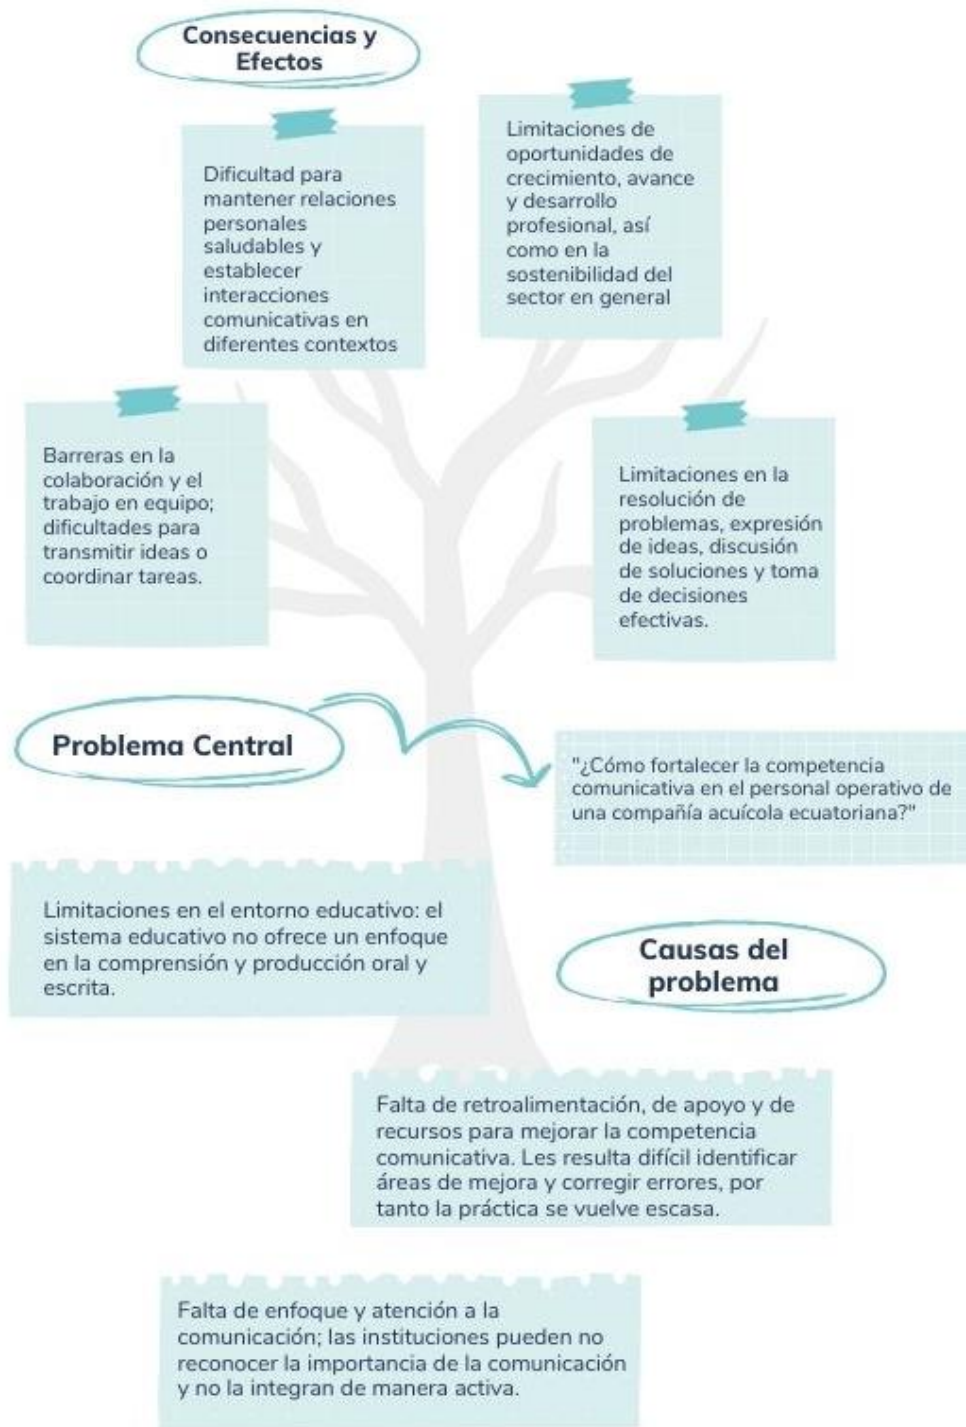 Consecuencias y
Efectos
Dificultad para
mantener relaciones
personales
saludables y
establecer
interacciones
comunicativas en
diferentes contextos
Limitaciones de
oportunidades de
crecimiento, avance
y desarrollo
profesional, así
como en la
sostenibilidad del
sector en general
Barreras en la
colaboración y el
trabajo en equipo;
dificultades para
transmitir ideas o
coordinar tareas.
Limitaciones en la
resolución de
problemas, expresión
de ideas, discusión
de soluciones y toma
de decisiones
efectivas.
Problema Central
"¿Cómo fortalecer la competencia
comunicativa en el personal operativo de
una compañía acuícola ecuatoriana?"
Limitaciones en el entorno educativo: el
sistema educativo no ofrece un enfoque
en la comprensión y producción oral y
escrita.
Causas del
problema
Falta de retroalimentación, de apoyo y de
recursos para mejorar la competencia
comunicativa. Les resulta difícil identificar
áreas de mejora y corregir errores, por
tanto la práctica se vuelve escasa.
Falta de enfoque y atención a la
comunicación; las instituciones pueden no
reconocer la importancia de la comunicación
y no la integran de manera activa.